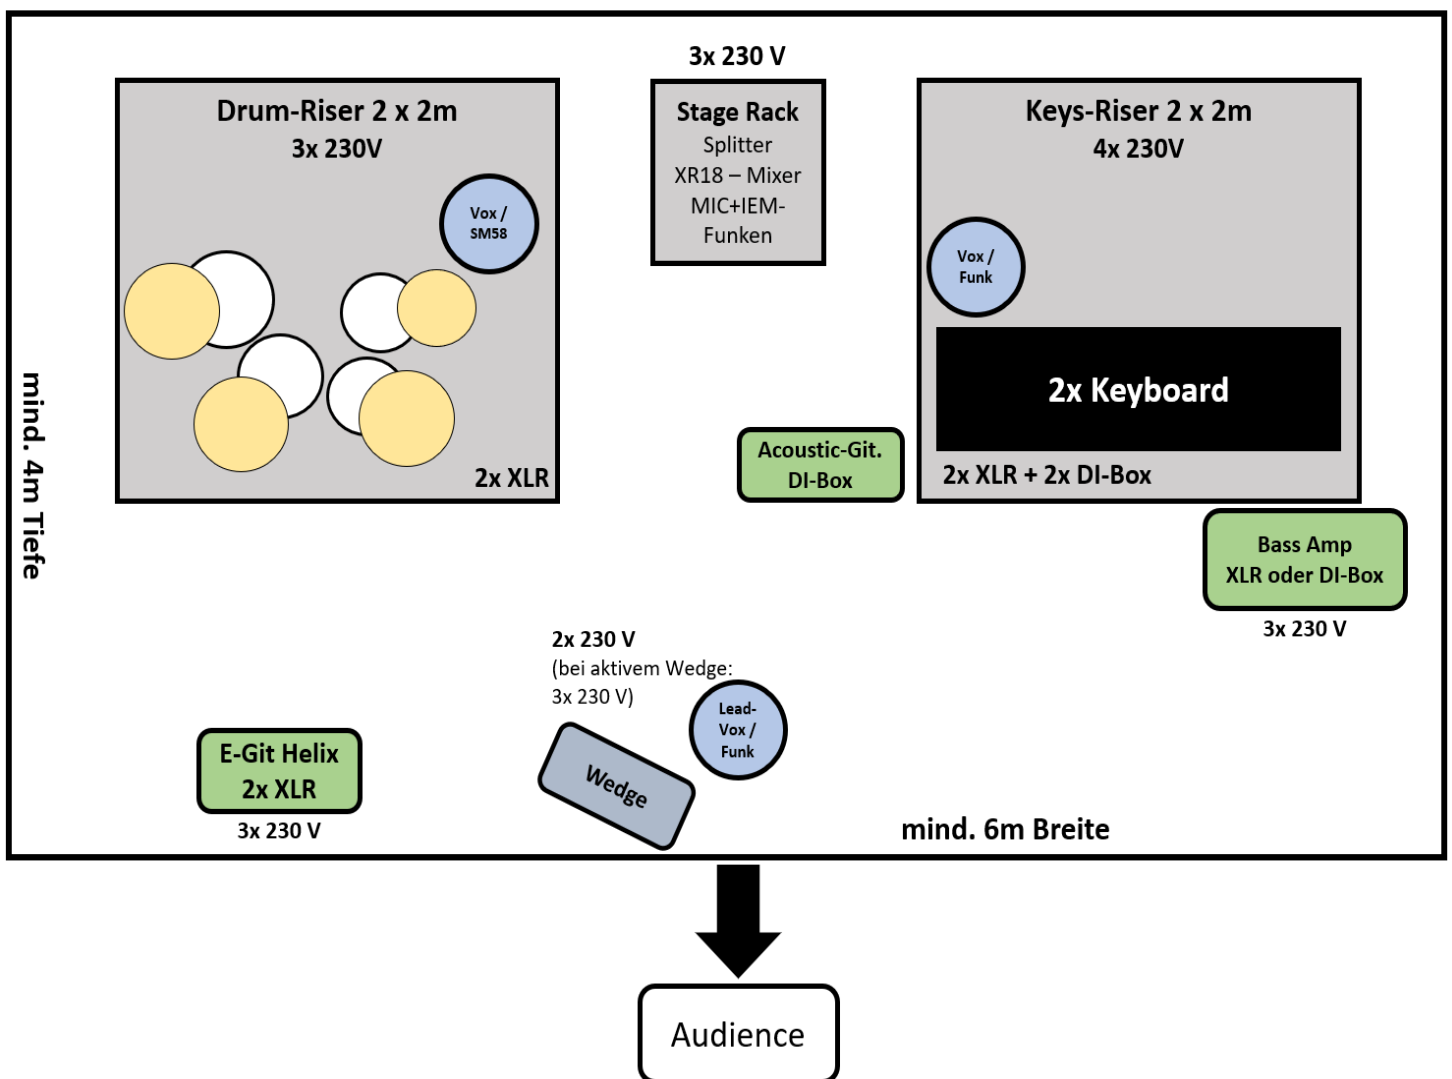 3x 230 V
Drum-Riser 2 x 2m
3x 230V
Vox /
SM58
2x XLR
Stage Rack
Splitter
XR18 – Mixer
MIC+IEM-
Funken
Keys-Riser 2 x 2m
4x 230V
Vox /
Funk
2x Keyboard
2x XLR + 2x DI-Box
Acoustic-Git.
DI-Box
Bass Amp
XLR oder DI-Box
3x 230 V
mind. 4m Tiefe
2x 230 V
(bei aktivem Wedge:
3x 230 V)
Lead-
Vox /
Funk
Wedge
E-Git Helix
2x XLR
3x 230 V
mind. 6m Breite
Audience